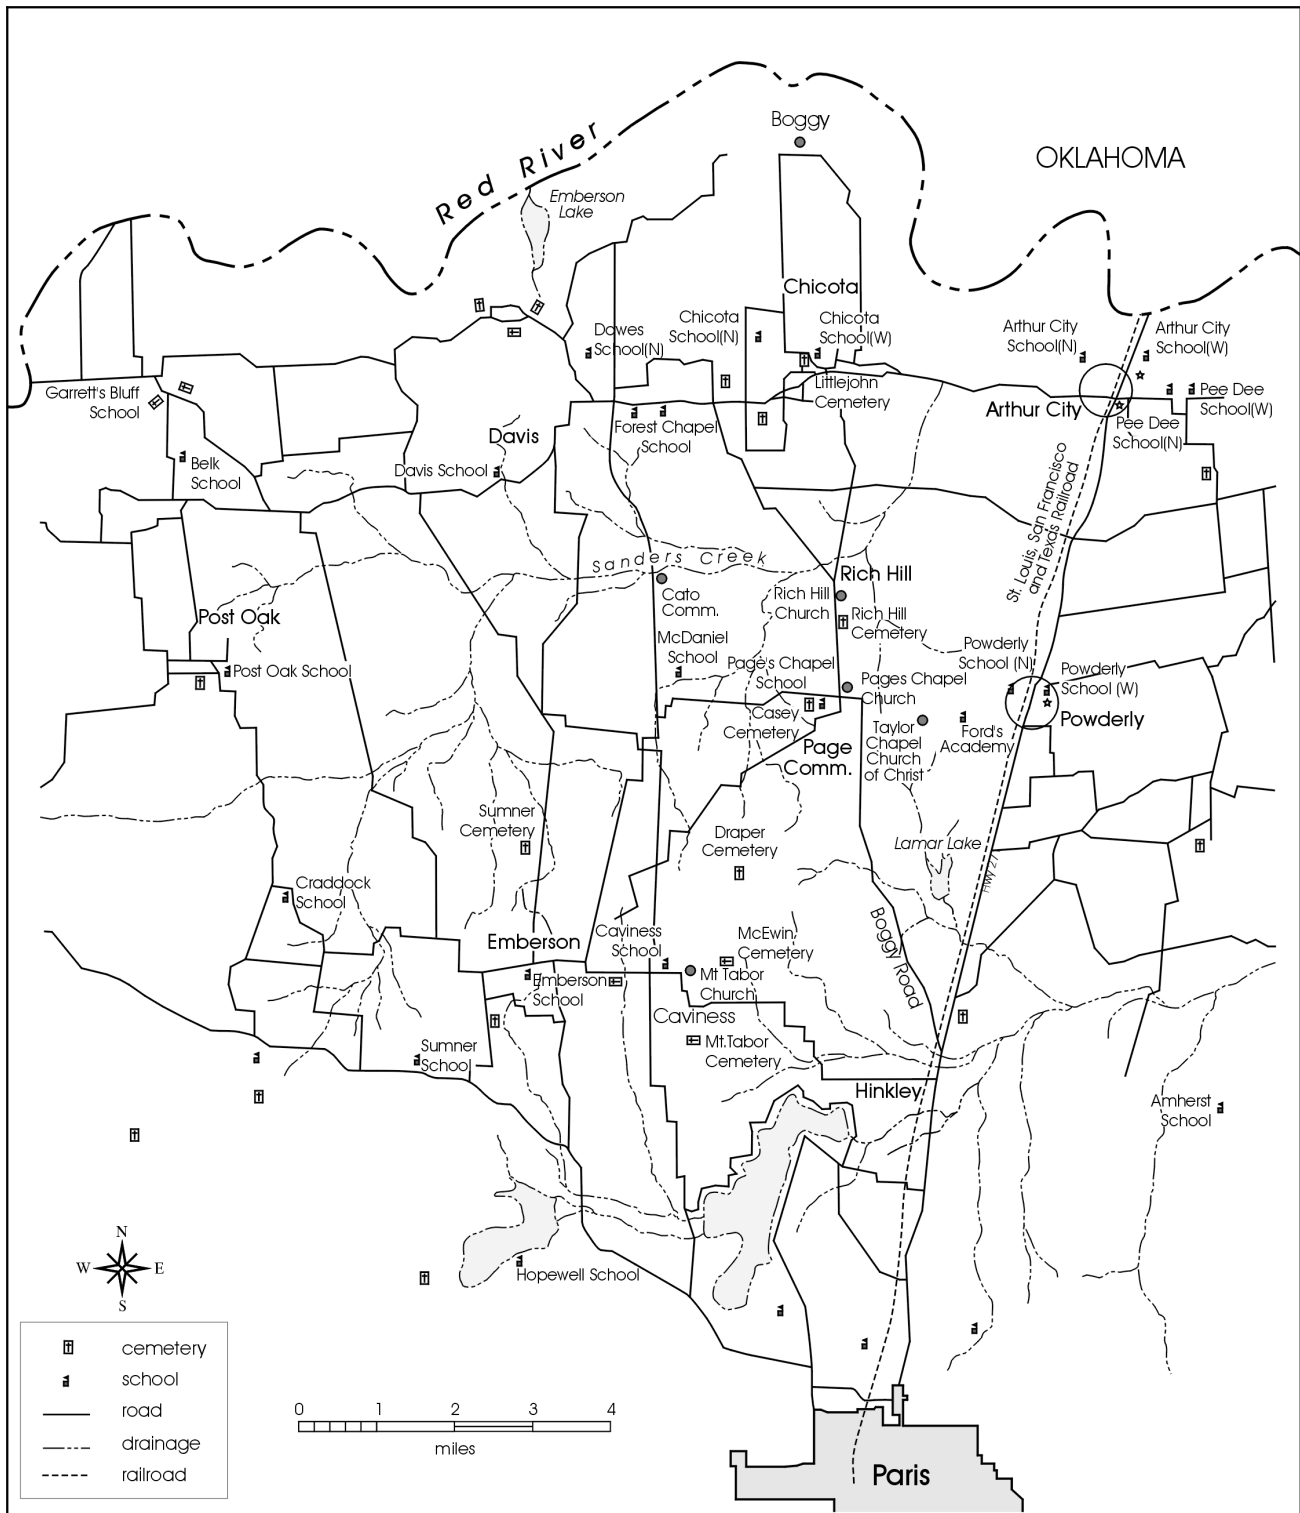 Boggy
OKLAHOMA
Red River
Emberson
Lake
Chicota
Chicota
School(N)
Chicota
School(W)
Dawes
School(N)
Arthur City
School(N)
Arthur City
School(W)
Garrett's Bluff
School
Littlejohn
Cemetery
Arthur City
Pee Dee
School(W)
Pee Dee
School(N)
Forest Chapel
School
Davis
Davis School
Belk
School
St. Louis, San Francisco
and Texas Railroad
Sanders Creek
Cato
Comm.
Rich Hill
Rich Hill
Church
Rich Hill
Cemetery
Post Oak
Post Oak School
McDaniel
School
Page's Chapel
School
Pages Chapel
Church
Powderly
School (N)
Powderly
School (W)
Powderly
Casey
Cemetery
Page
Comm.
Taylor
Chapel
Church
of Christ
Ford's
Academy
Sumner
Cemetery
Draper
Cemetery
Lamar Lake
Hwy 271
Craddock
School
Boggy Road
Emberson
Caviness
School
McEwin
Cemetery
Emberson
School
Mt Tabor
Church
Caviness
Mt.Tabor
Cemetery
Sumner
School
Hinkley
Amherst
School
Hopewell School
N
W E
S
cemetery
school
road
drainage
railroad
0 1 2 3 4
miles
Paris